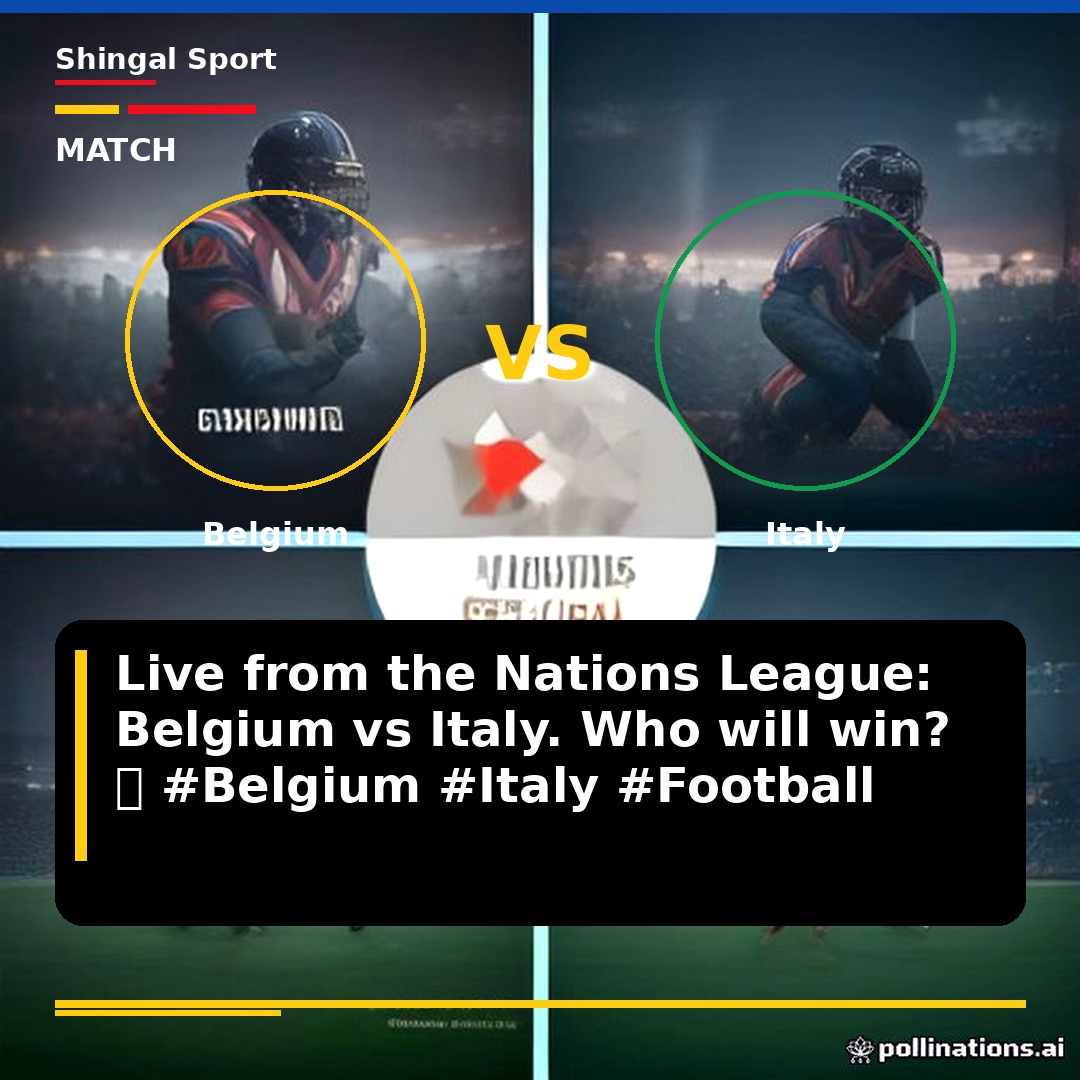 Shingal Sport
MATCH
VS
Belgium
Italy
Live from the Nations League:
Belgium vs Italy. Who will win?
#Belgium #Italy #Football
pollinations.ai